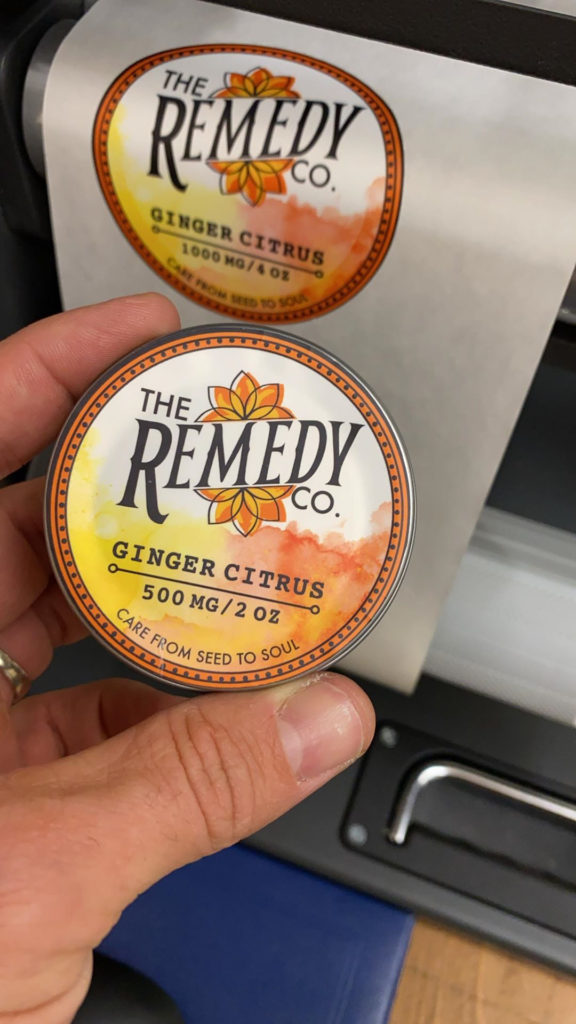 THE
REMEDY
CO.
GINGER CITRUS
1000 MG/4 OZ
CARE FROM SEED TO SOUL
THE
REMEDY
CO.
GINGER CITRUS
500 MG/2 OZ
CARE FROM SEED TO SOUL